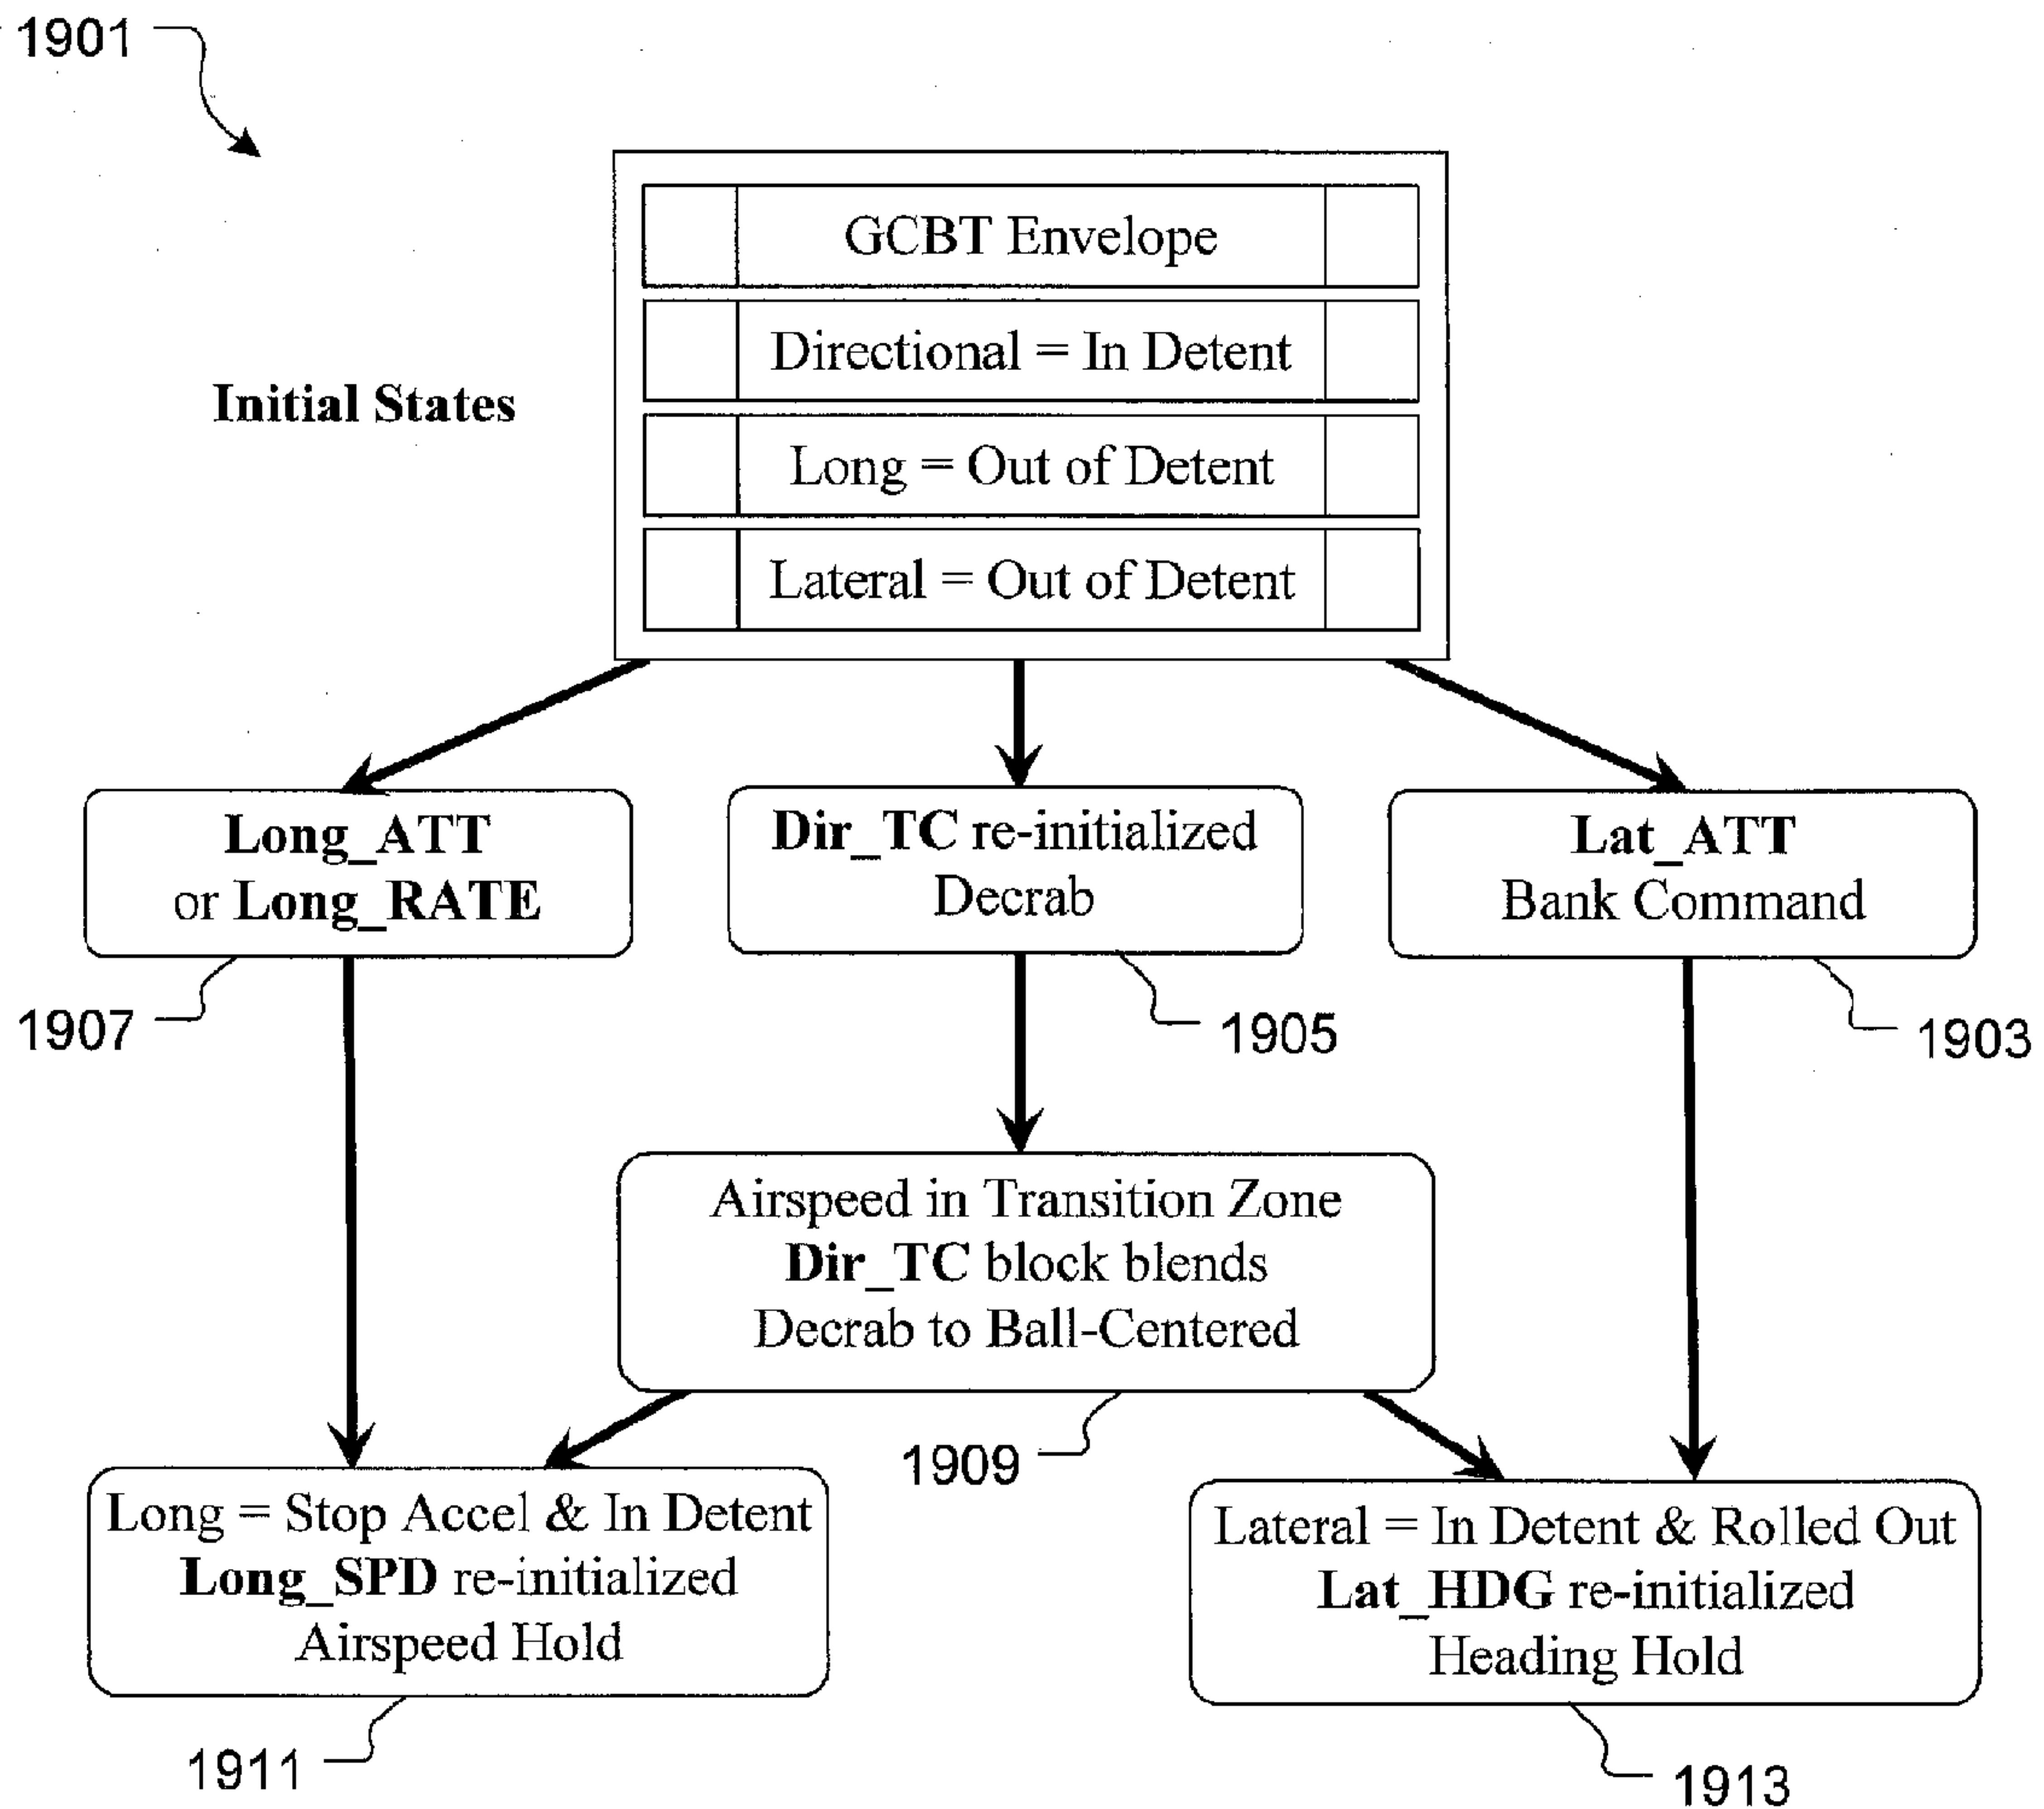 1901
GCBT Envelope
Directional = In Detent
Initial States
Long = Out of Detent
Lateral = Out of Detent
Long_ATT
or Long_RATE
1907
Dir_TC re-initialized
Decrab
1905
Lat_ATT
Bank Command
1903
Airspeed in Transition Zone
Dir_TC block blends
Decrab to Ball-Centered
1909
Long = Stop Accel & In Detent
Long_SPD re-initialized
Airspeed Hold
1911
Lateral = In Detent & Rolled Out
Lat_HDG re-initialized
Heading Hold
1913